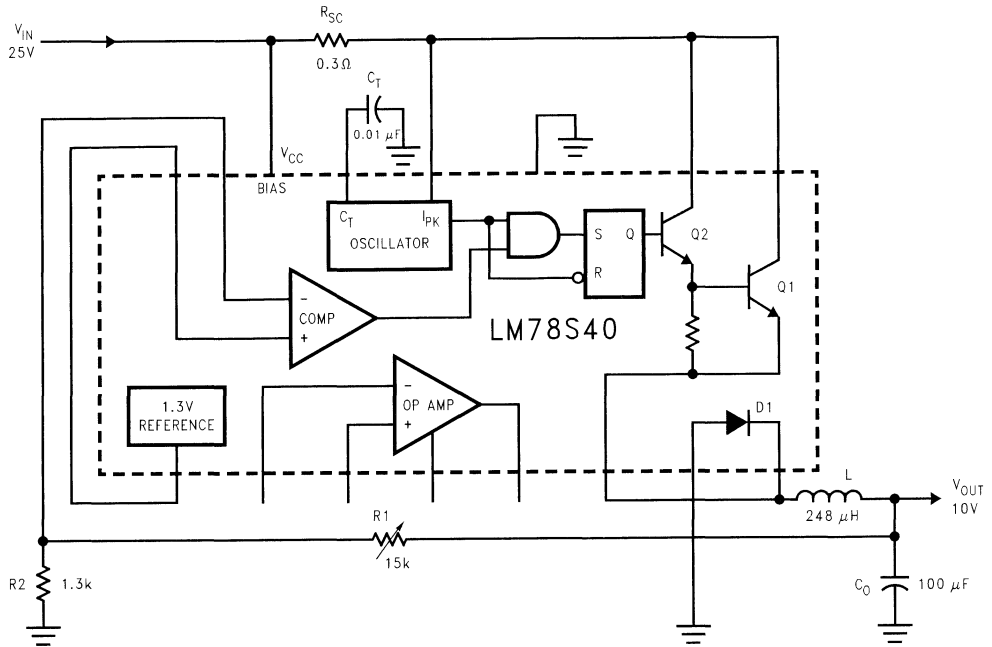 V_IN
25V
R_SC
0.3Ω
C_T
0.01 μF
V_CC
BIAS
C_T
I_PK
OSCILLATOR
S
Q
R
Q2
Q1
−
COMP
+
LM78S40
−
OP AMP
+
1.3V
REFERENCE
D1
L
248 μH
V_OUT
10V
R1
15k
R2
1.3k
C_O
100 μF